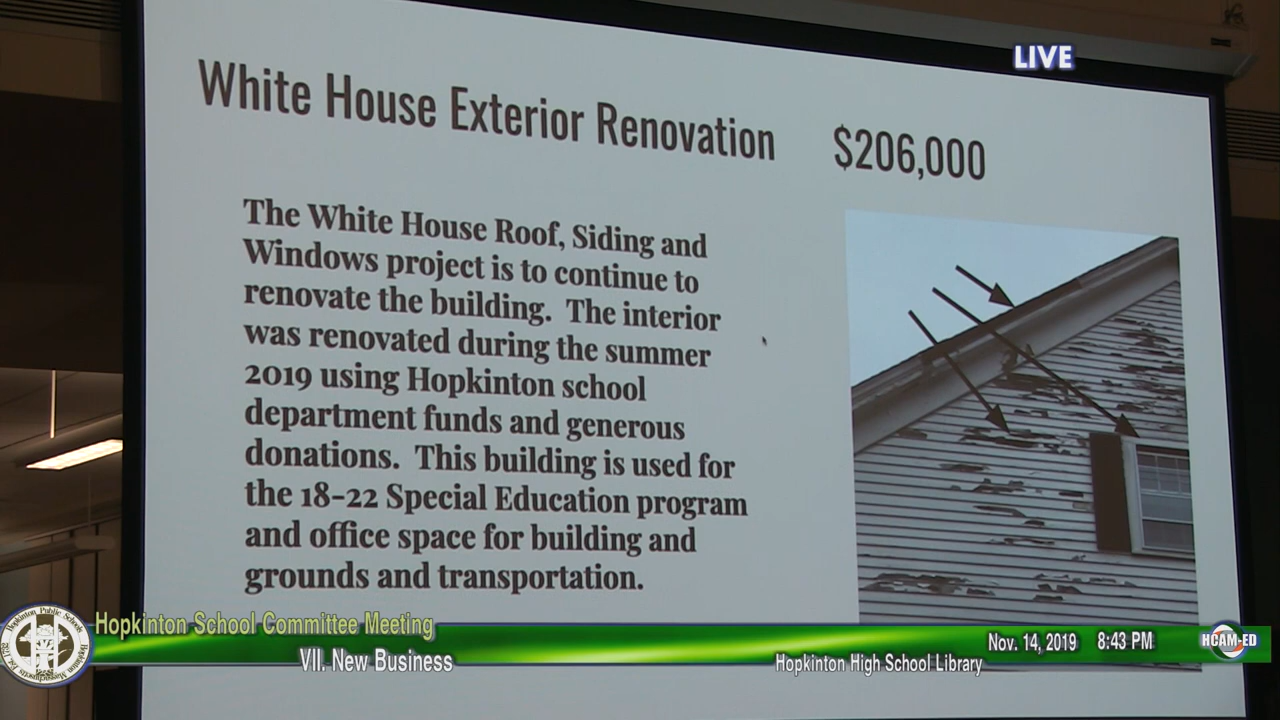 LIVE
White House Exterior Renovation $206,000
The White House Roof, Siding and
Windows project is to continue to
renovate the building. The interior
was renovated during the summer
2019 using Hopkinton school
department funds and generous
donations. This building is used for
the 18-22 Special Education program
and office space for building and
grounds and transportation.
Hopkinton School Committee Meeting
VII. New Business
Hopkinton High School Library
Nov. 14, 2019 8:43 PM
HCAM-ED
Hopkinton Public Schools